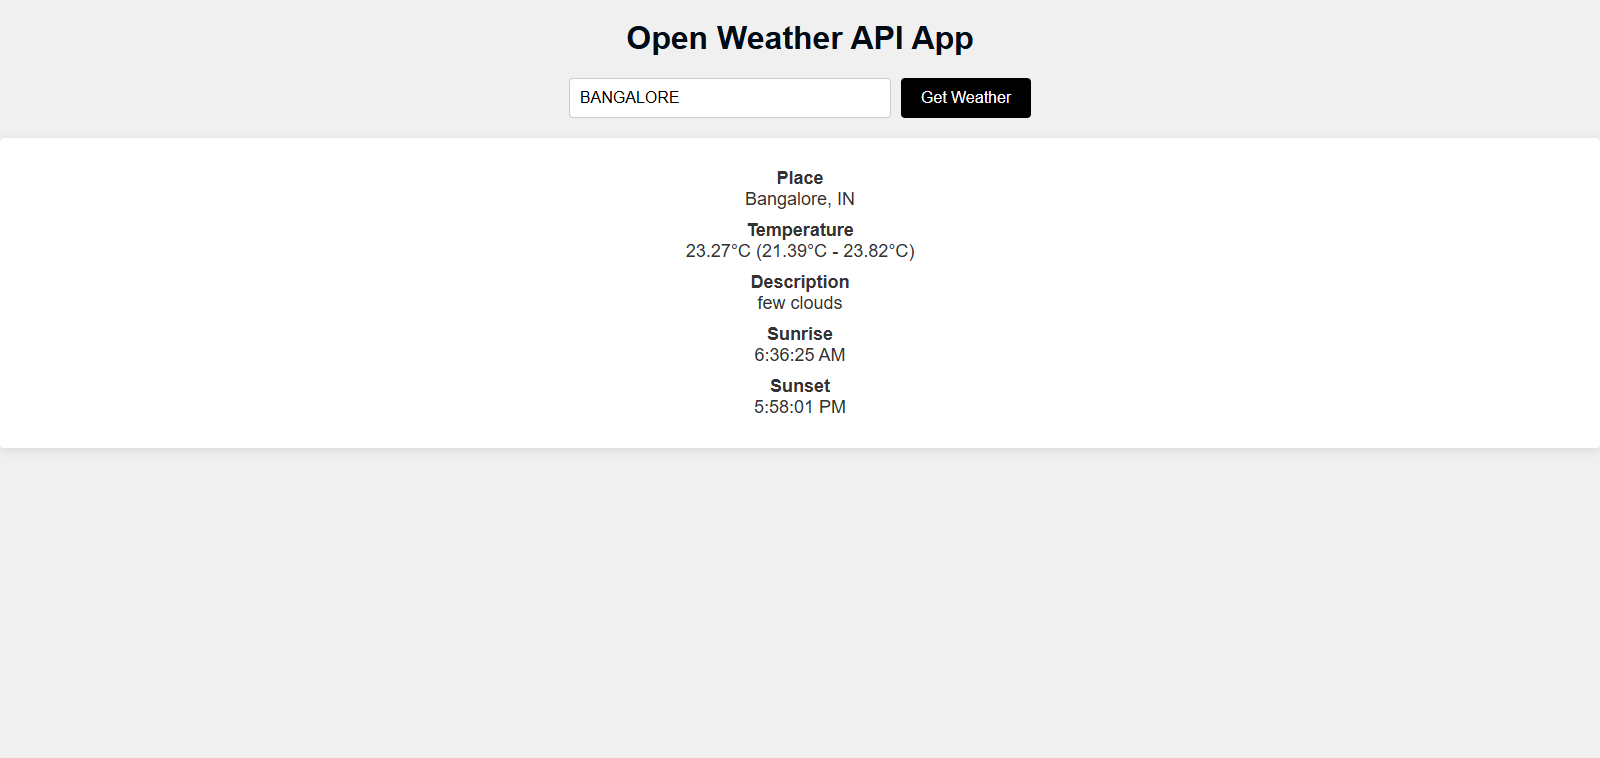 Open Weather API App
BANGALORE
Get Weather
Place
Bangalore, IN
Temperature
23.27°C (21.39°C - 23.82°C)
Description
few clouds
Sunrise
6:36:25 AM
Sunset
5:58:01 PM